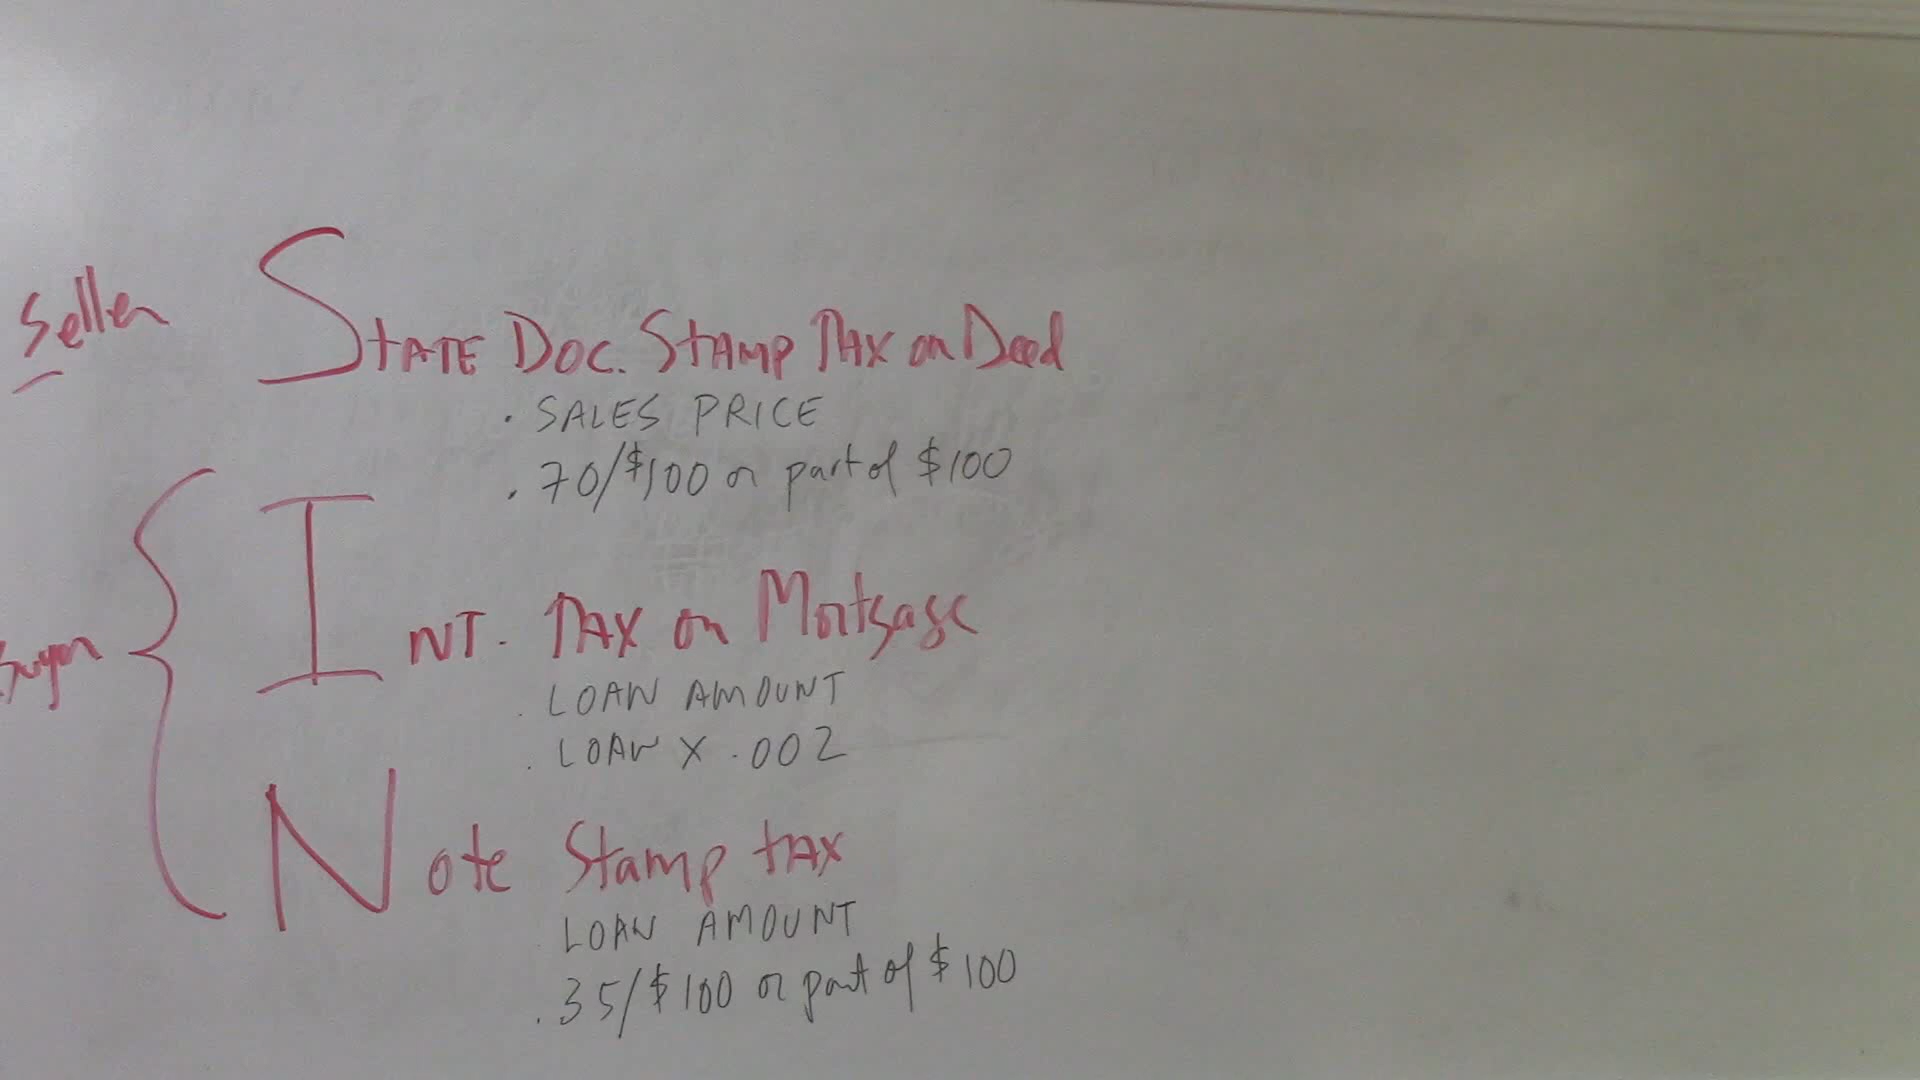 Seller
STATE DOC. STAMP TAX on Deed
. SALES PRICE
.70/$100 or part of $100
INT. TAX on Mortgage
. LOAN AMOUNT
. LOAN X .002
Buyer
Note Stamp tax
LOAN AMOUNT
.35/$100 or part of $100